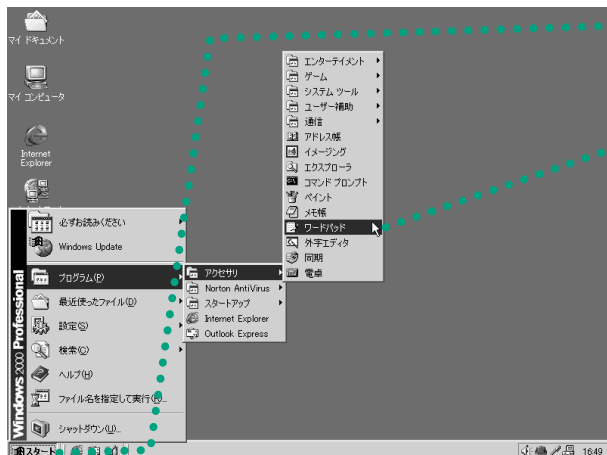 マイ ドキュメント
マイ コンピュータ
Internet
Explorer
エンターテイメント
ゲーム
システム ツール
ユーザー補助
通信
アドレス帳
イメージング
エクスプローラ
コマンド プロンプト
ペイント
メモ帳
ワードパッド
外字エディタ
同期
電卓
必ずお読みください
Windows Update
プログラム(P)
最近使ったファイル(D)
設定(S)
検索(C)
ヘルプ(H)
ファイル名を指定して実行(R)...
シャットダウン(U)...
アクセサリ
Norton AntiVirus
スタートアップ
Internet Explorer
Outlook Express
Windows 2000 Professional
スタート
16:49